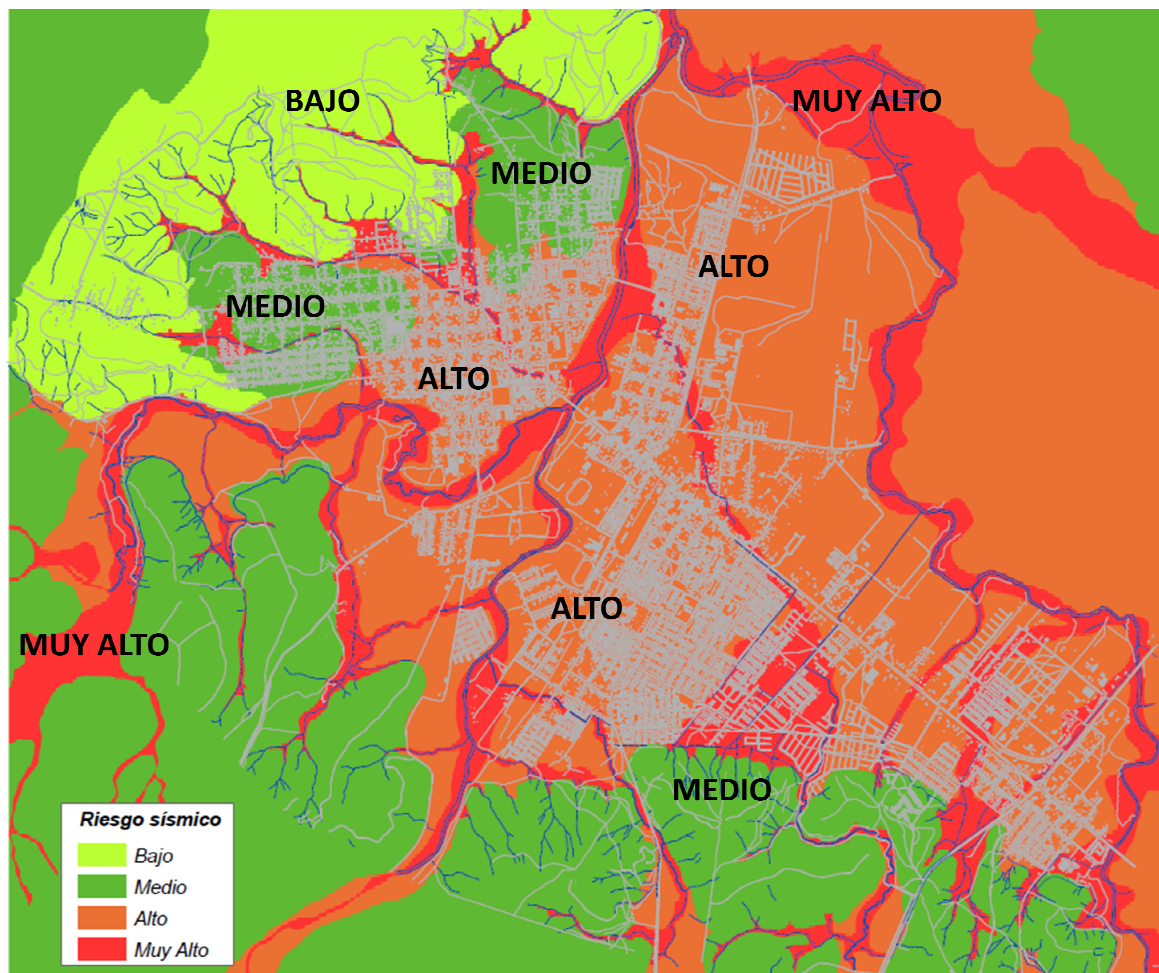 BAJO
MUY ALTO
MEDIO
ALTO
MEDIO
ALTO
ALTO
MUY ALTO
MEDIO
Riesgo sísmico
Bajo
Medio
Alto
Muy Alto